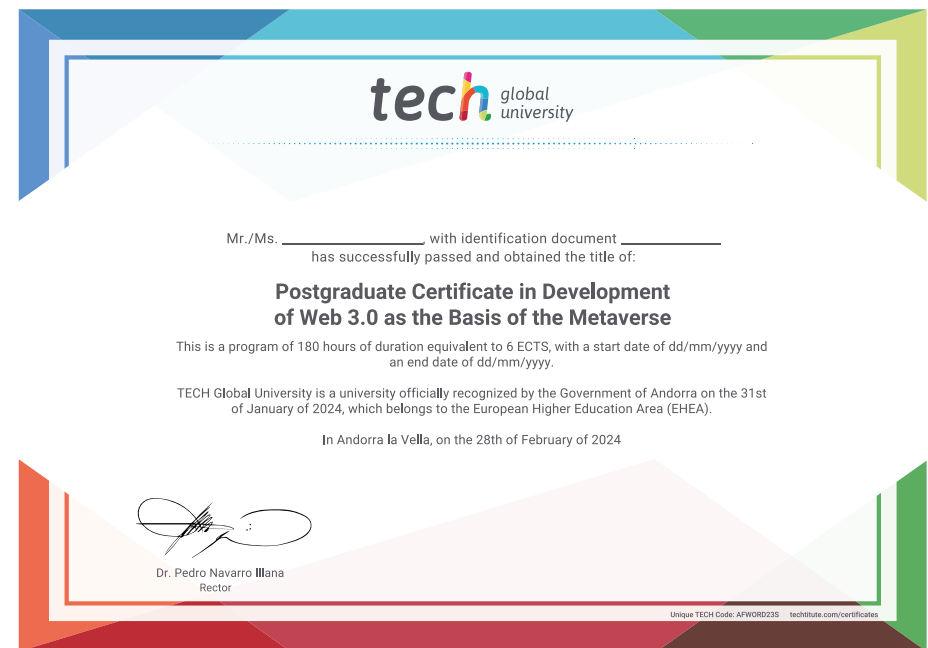 tech global
university
Mr./Ms. ____________________, with identification document ______________
has successfully passed and obtained the title of:
Postgraduate Certificate in Development
of Web 3.0 as the Basis of the Metaverse
This is a program of 180 hours of duration equivalent to 6 ECTS, with a start date of dd/mm/yyyy and
an end date of dd/mm/yyyy.
TECH Global University is a university officially recognized by the Government of Andorra on the 31st
of January of 2024, which belongs to the European Higher Education Area (EHEA).
In Andorra la Vella, on the 28th of February of 2024
Dr. Pedro Navarro Illana
Rector
Unique TECH Code: AFWORD23S techtitute.com/certificates